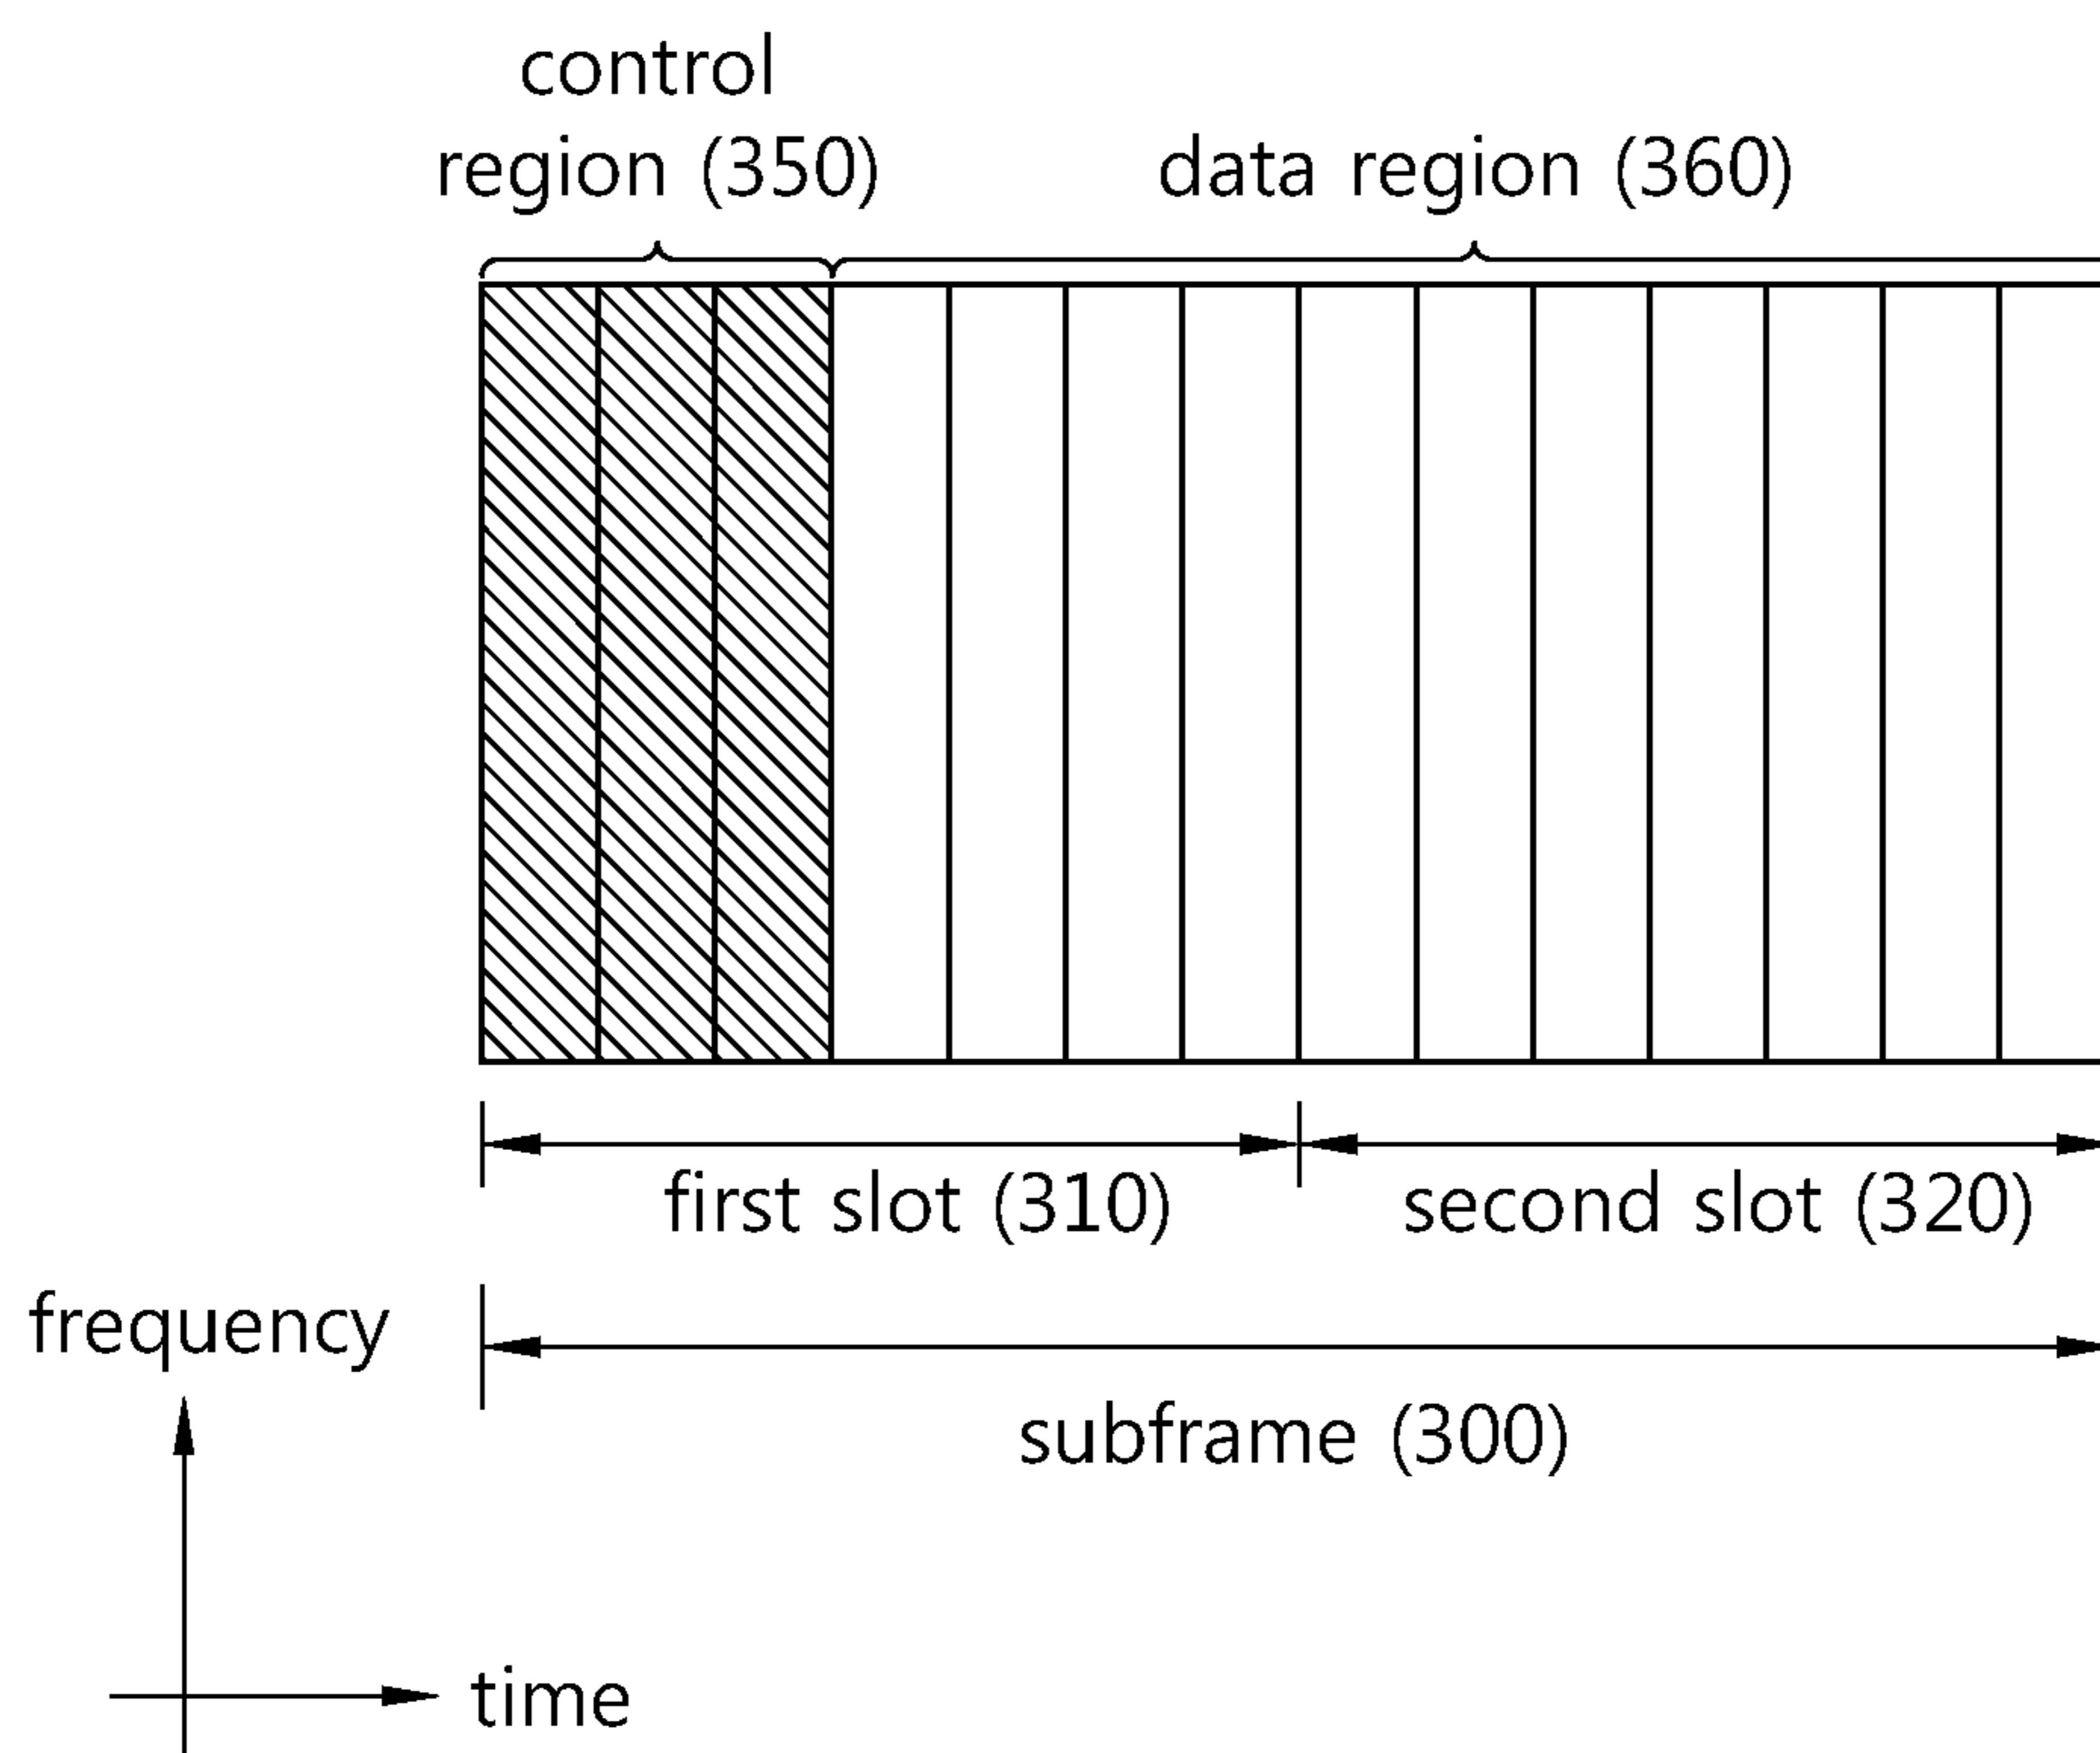 control
region (350)
data region (360)
first slot (310)
second slot (320)
frequency
subframe (300)
time